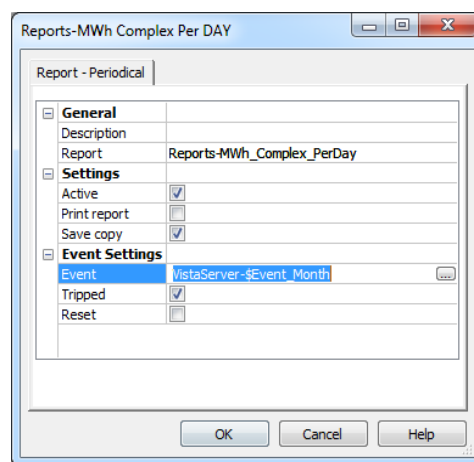 Reports-MWh Complex Per DAY
Report - Periodical
General
Description
Report Reports-MWh_Complex_PerDay
Settings
Active
Print report
Save copy
Event Settings
Event VistaServer-$Event_Month ...
Tripped
Reset
OK Cancel Help